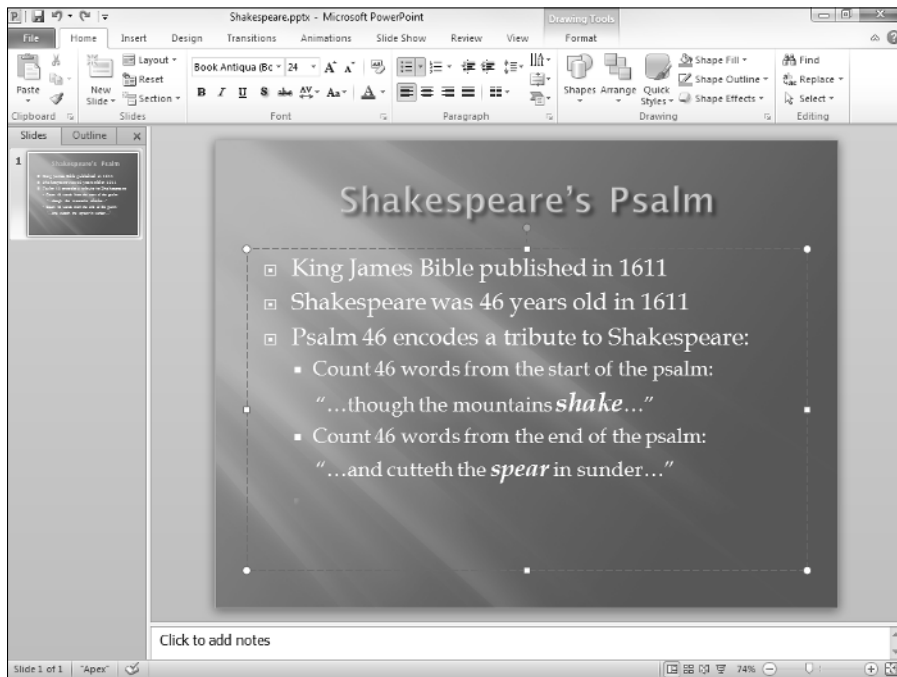 Shakespeare.pptx - Microsoft PowerPoint
Drawing Tools
File Home Insert Design Transitions Animations Slide Show Review View Format
Paste
New Slide
Layout
Reset
Section
Book Antiqua (Bc 24
B I U S abc AV Aa A
Shapes Arrange Quick Styles
Shape Fill
Shape Outline
Shape Effects
Find
Replace
Select
Clipboard Slides Font Paragraph Drawing Editing
Slides Outline
1
Shakespeare's Psalm
King James Bible published in 1611
Shakespeare was 46 years old in 1611
Psalm 46 encodes a tribute to Shakespeare:
Count 46 words from the start of the psalm:
“…though the mountains shake…”
Count 46 words from the end of the psalm:
“…and cutteth the spear in sunder…”
Click to add notes
Slide 1 of 1 "Apex" 74%